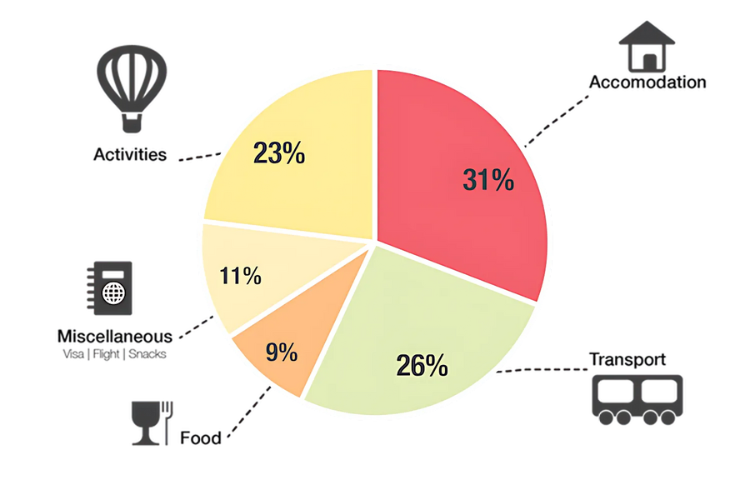 Accomodation
31%
Activities
23%
11%
Miscellaneous
Visa | Flight | Snacks
9%
26%
Transport
Food